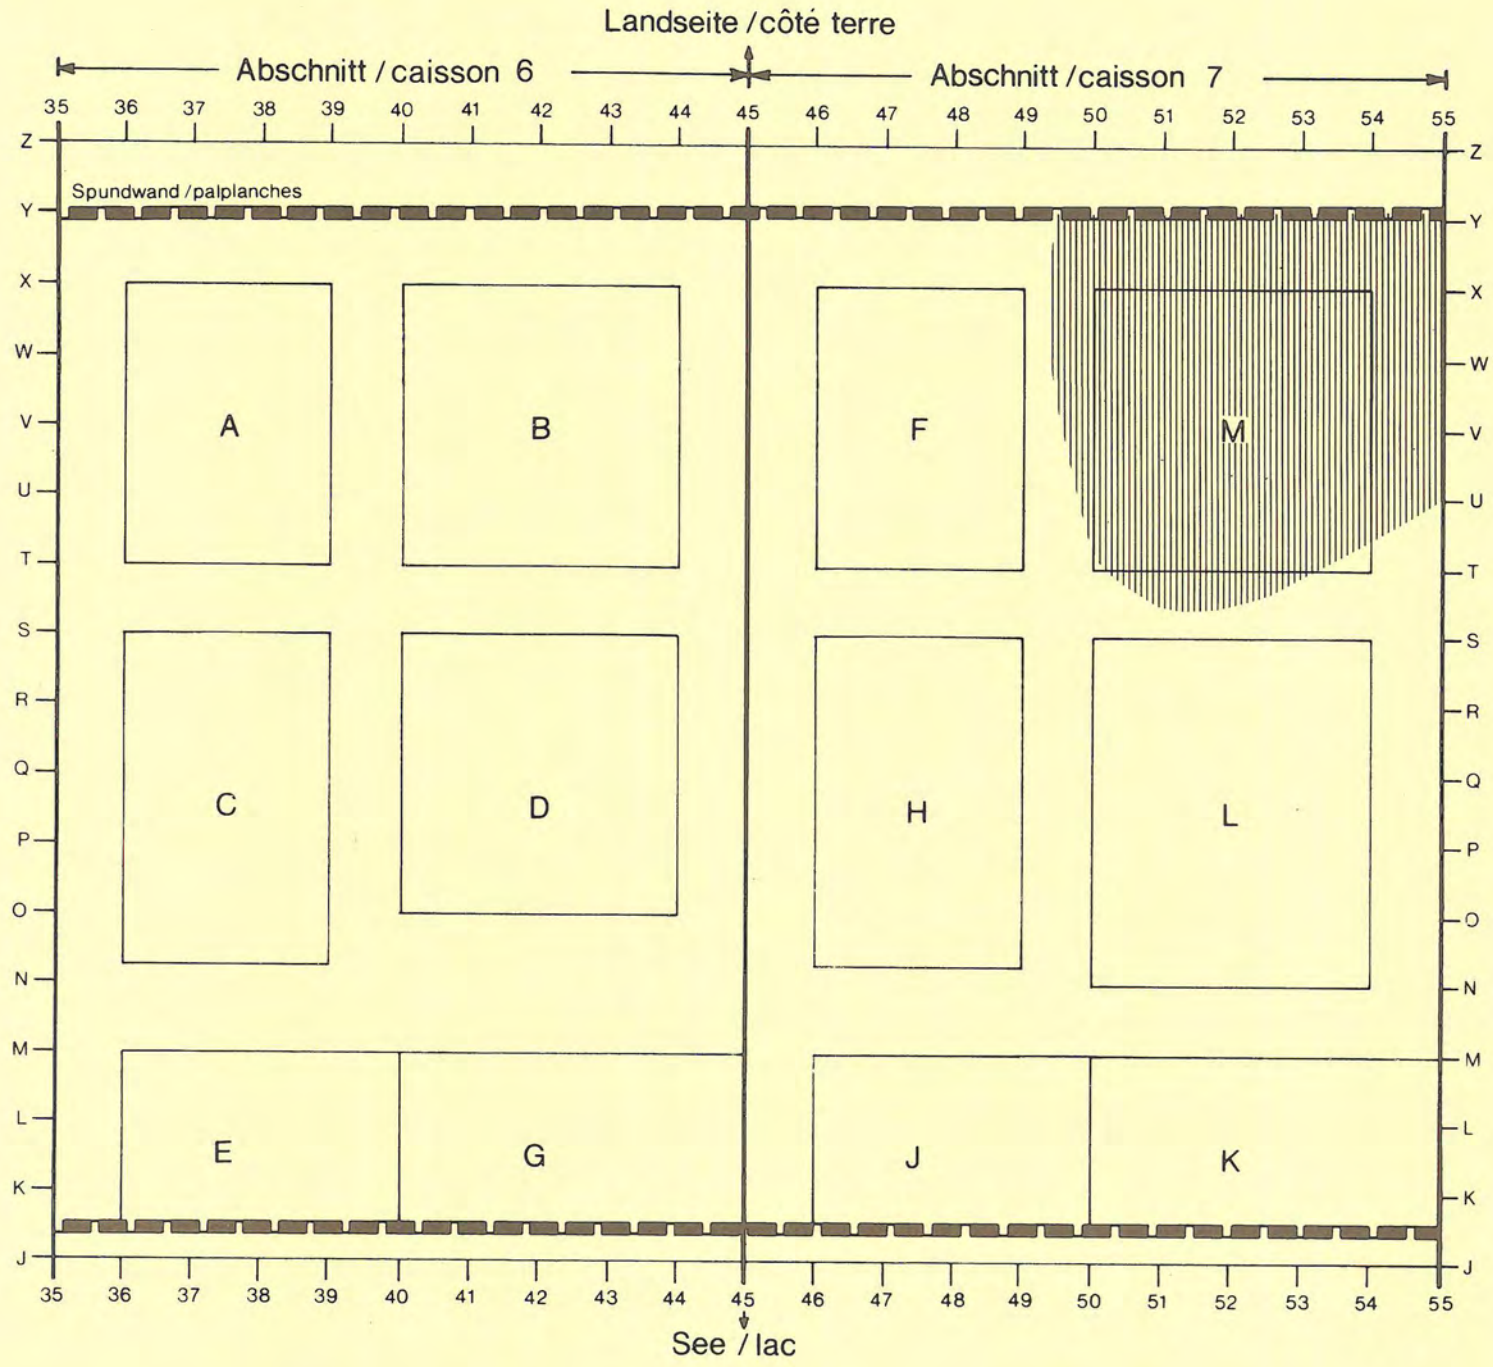 Landseite / côté terre
Abschnitt / caisson 6
Abschnitt / caisson 7
35 36 37 38 39 40 41 42 43 44 45 46 47 48 49 50 51 52 53 54 55
Z Z
Spundwand / palplanches
Y Y
X X
W W
V A B F M V
U U
T T
S S
R R
Q Q
C D H L
P P
O O
N N
M M
L L
E G J K
K K
J J
35 36 37 38 39 40 41 42 43 44 45 46 47 48 49 50 51 52 53 54 55
See / lac